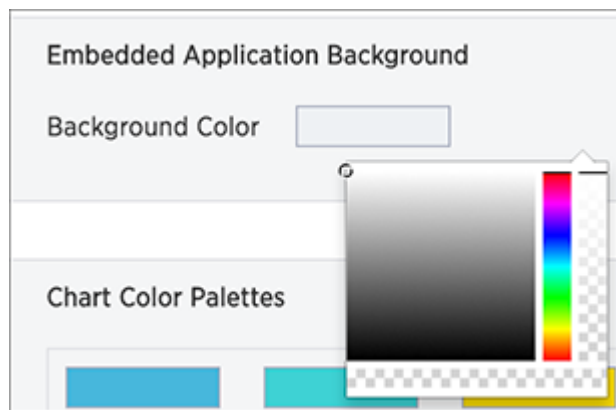 Embedded Application Background
Background Color
Chart Color Palettes